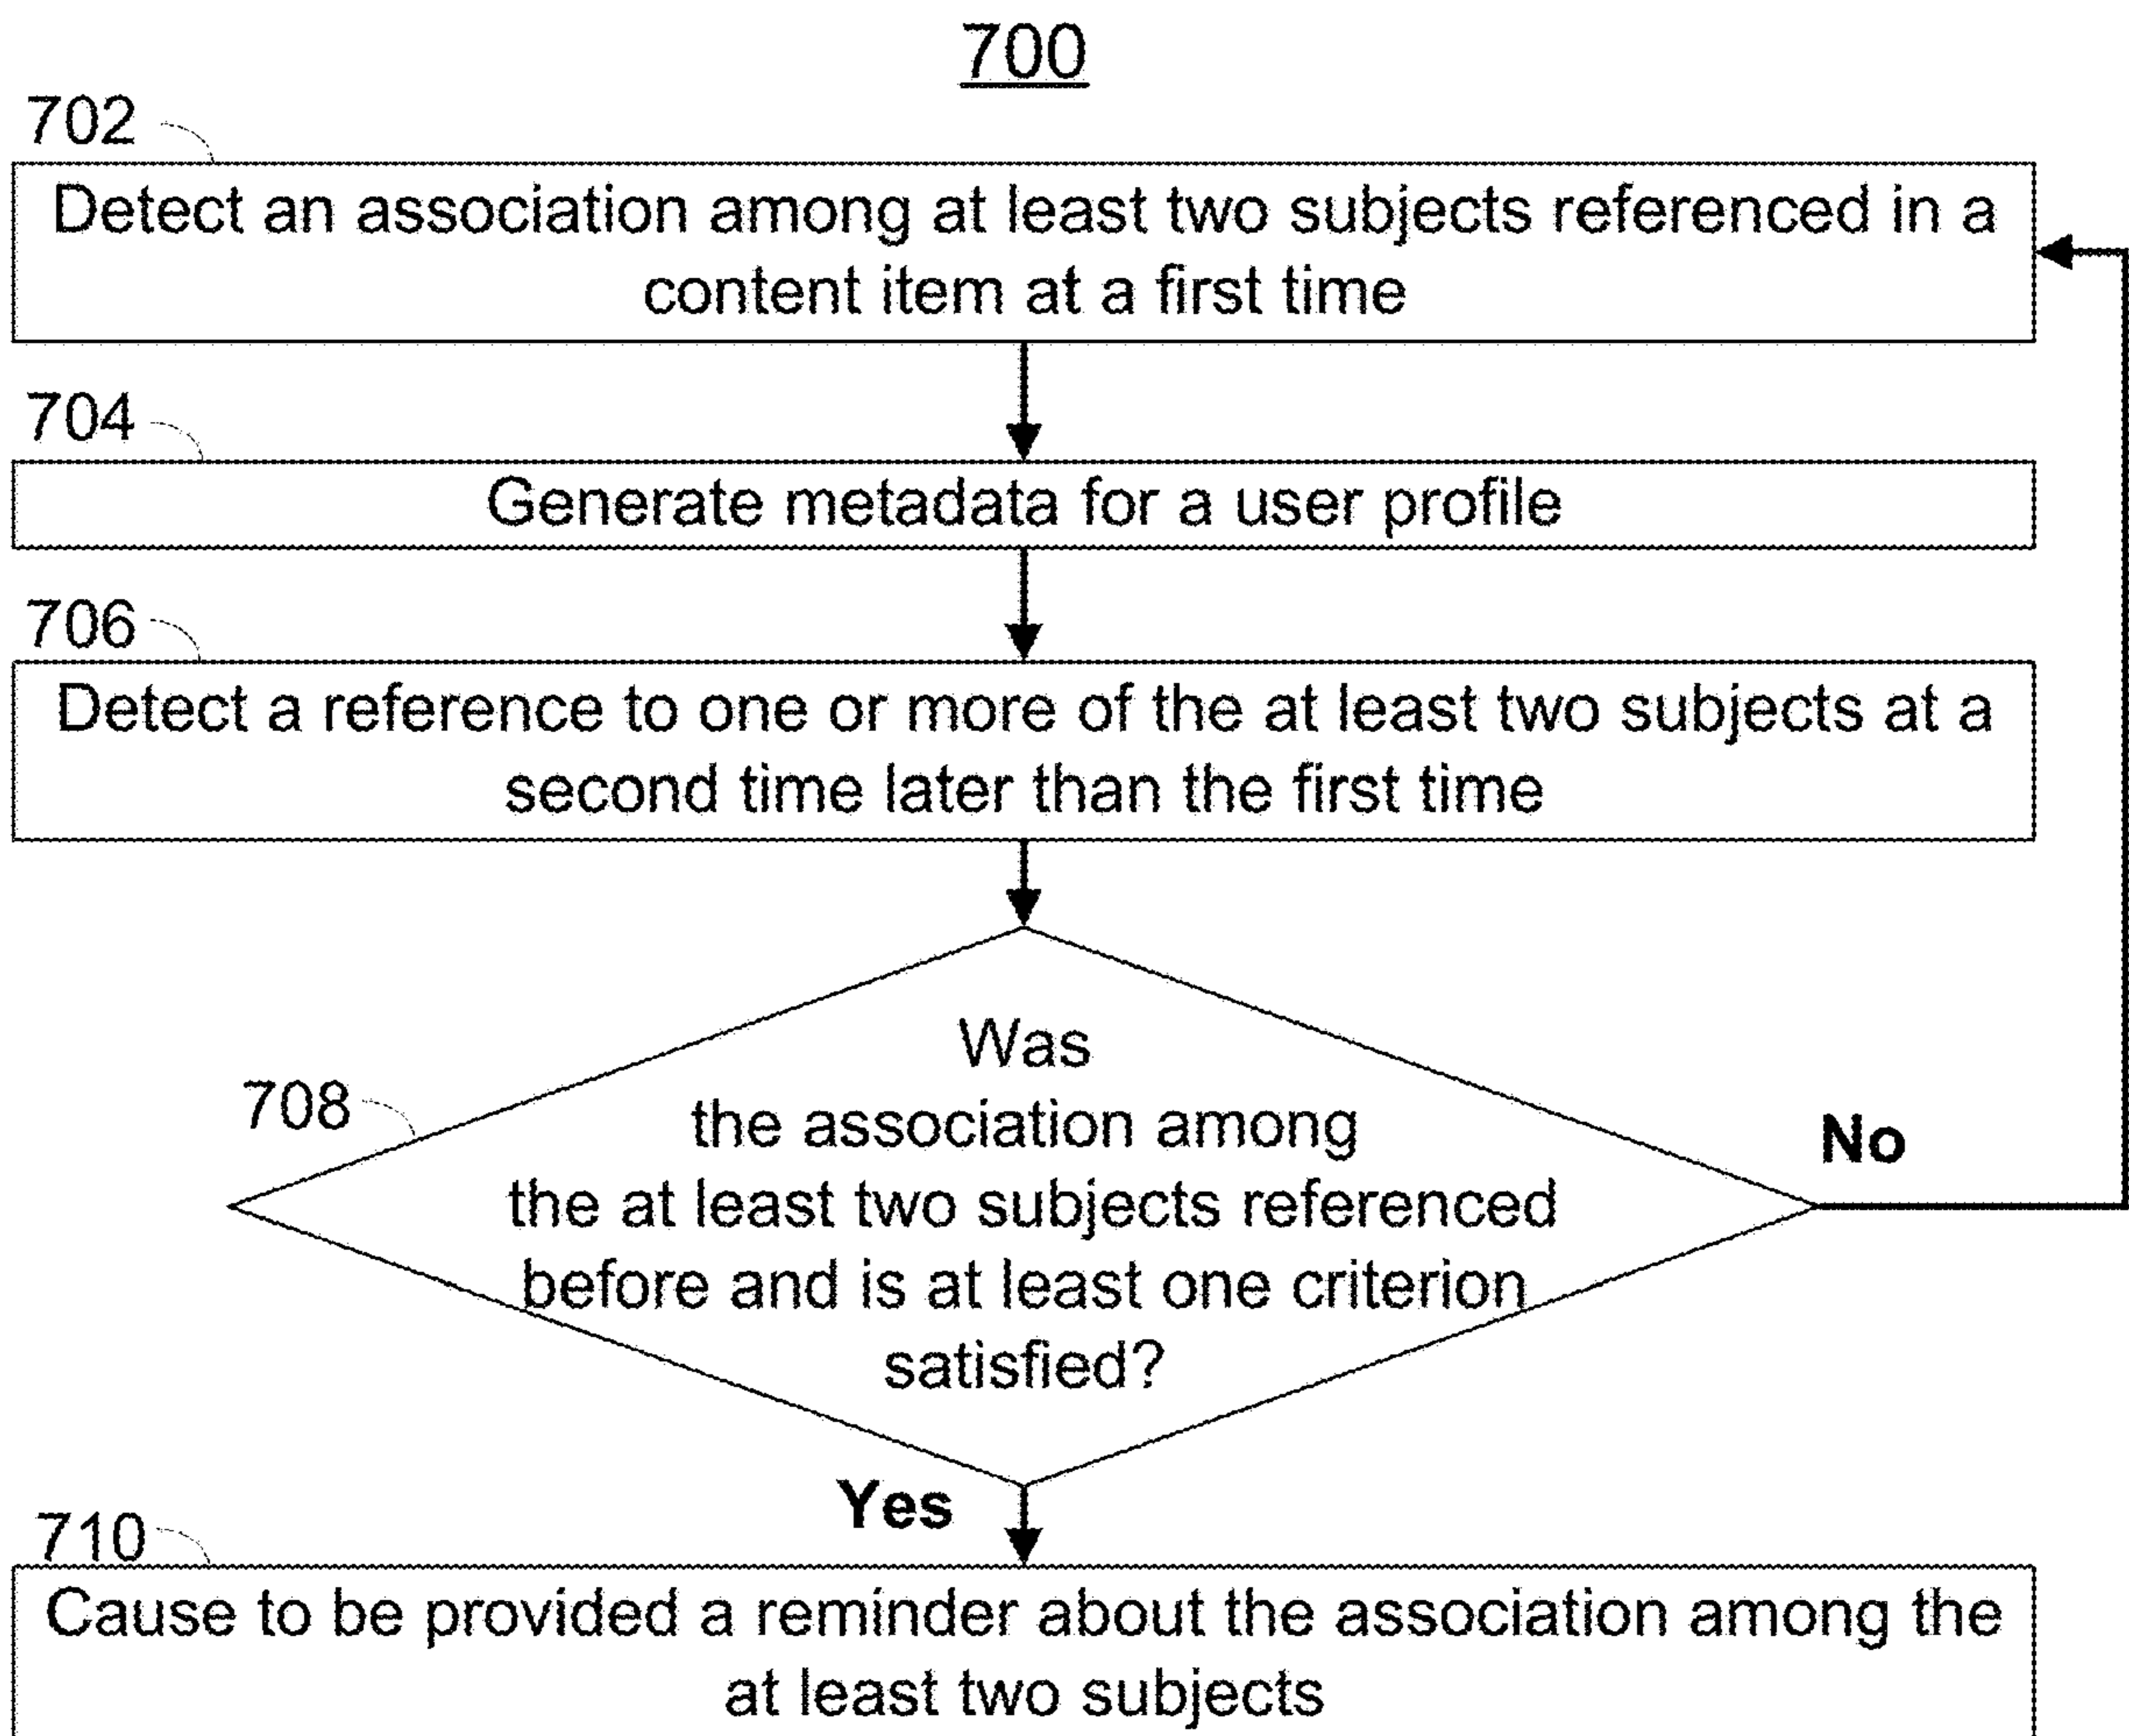 700
702
Detect an association among at least two subjects referenced in a
content item at a first time
704
Generate metadata for a user profile
706
Detect a reference to one or more of the at least two subjects at a
second time later than the first time
708
Was
the association among
the at least two subjects referenced
before and is at least one criterion
satisfied?
No
Yes
710
Cause to be provided a reminder about the association among the
at least two subjects